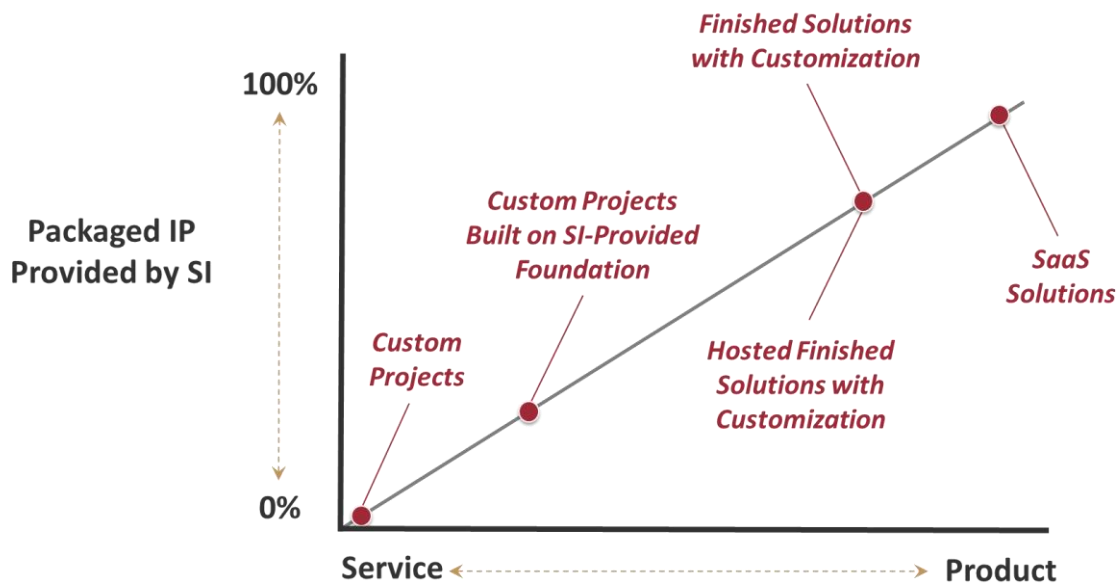 Finished Solutions
with Customization
100%
Custom Projects
Built on SI-Provided
Foundation
Packaged IP
Provided by SI
SaaS
Solutions
Custom
Projects
Hosted Finished
Solutions with
Customization
0%
Service
Product